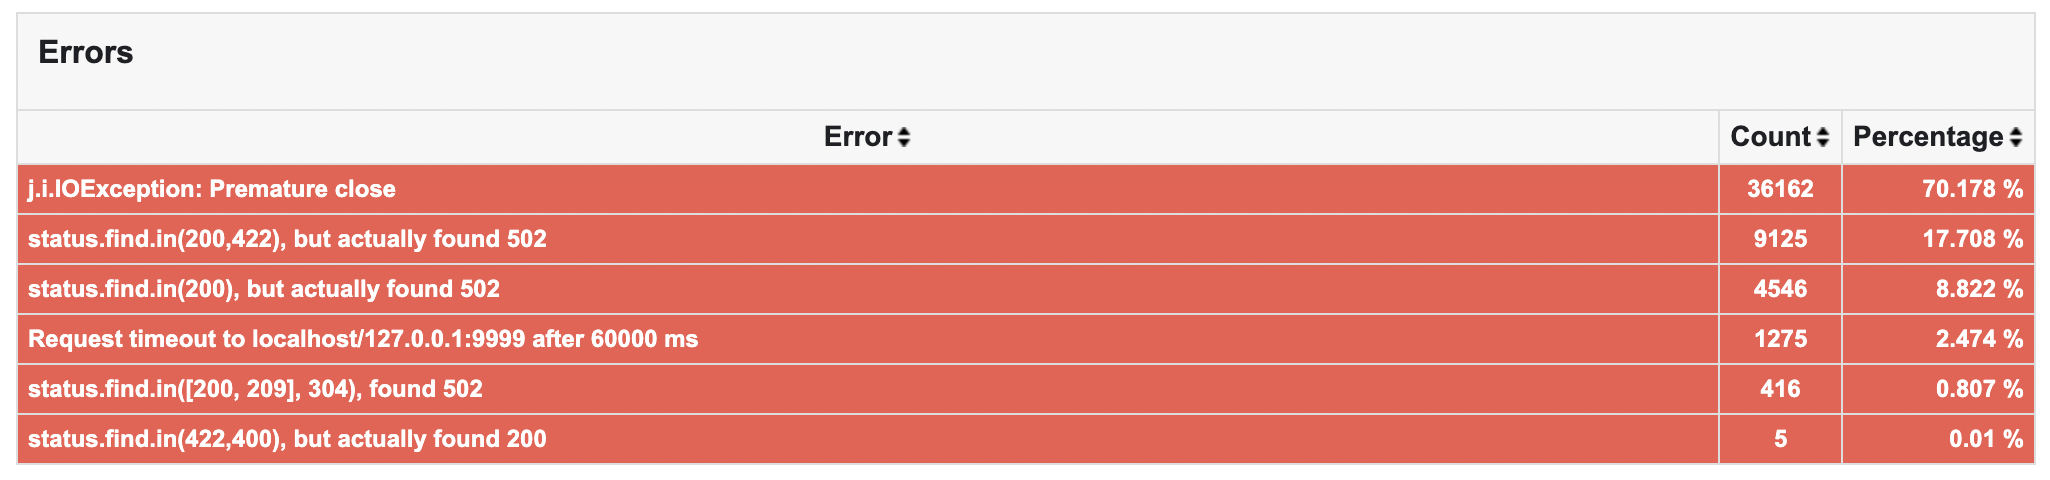 Errors
Error Count Percentage
j.i.IOException: Premature close 36162 70.178 %
status.find.in(200,422), but actually found 502 9125 17.708 %
status.find.in(200), but actually found 502 4546 8.822 %
Request timeout to localhost/127.0.0.1:9999 after 60000 ms 1275 2.474 %
status.find.in([200, 209], 304), found 502 416 0.807 %
status.find.in(422,400), but actually found 200 5 0.01 %